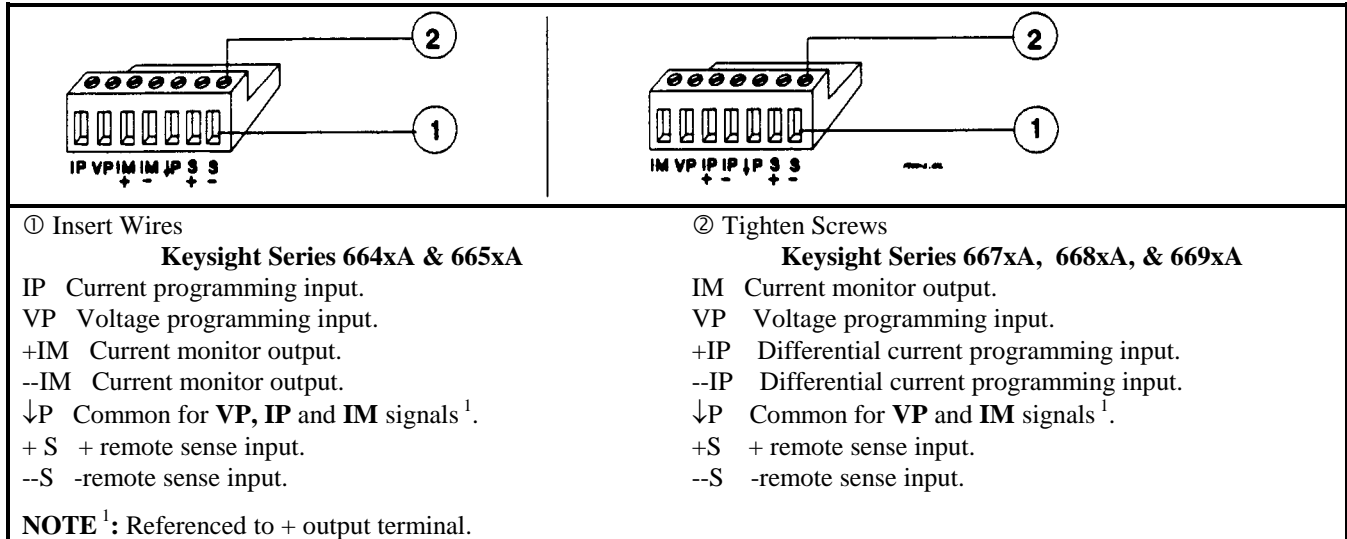 2
2
1
1
IP VP IM IM ↓P S S
+ - + -
IM VP IP IP ↓P S S
+ - + -
① Insert Wires
② Tighten Screws
Keysight Series 664xA & 665xA
IP Current programming input.
VP Voltage programming input.
+IM Current monitor output.
--IM Current monitor output.
↓P Common for VP, IP and IM signals 1.
+ S + remote sense input.
--S -remote sense input.
NOTE 1: Referenced to + output terminal.
Keysight Series 667xA, 668xA, & 669xA
IM Current monitor output.
VP Voltage programming input.
+IP Differential current programming input.
--IP Differential current programming input.
↓P Common for VP and IM signals 1.
+S + remote sense input.
--S -remote sense input.